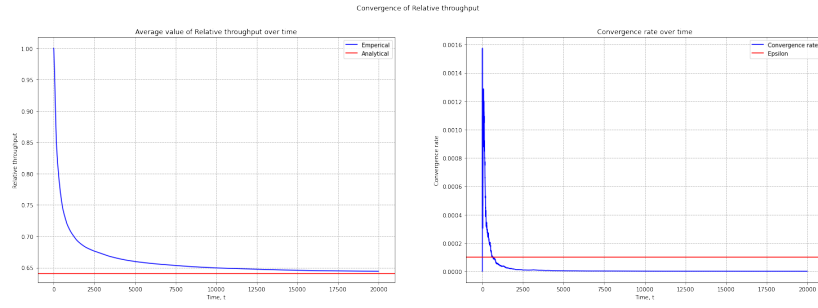 Convergence of Relative throughput
Average value of Relative throughput over time
1.00
0.95
0.90
0.85
0.80
0.75
0.70
0.65
Relative throughput
Emperical
Analytical
0 2500 5000 7500 10000 12500 15000 17500 20000
Time, t
Convergence rate over time
0.0016
0.0014
0.0012
0.0010
0.0008
0.0006
0.0004
0.0002
0.0000
Convergence rate
Convergence rate
Epsilon
0 2500 5000 7500 10000 12500 15000 17500 20000
Time, t